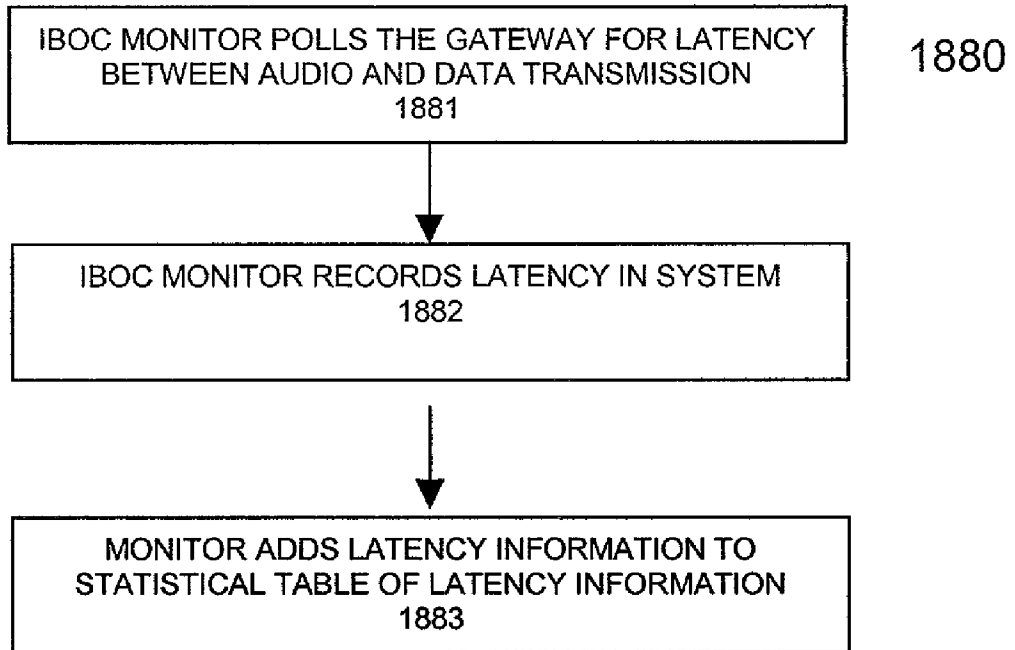 IBOC MONITOR POLLS THE GATEWAY FOR LATENCY
BETWEEN AUDIO AND DATA TRANSMISSION
1881
1880
IBOC MONITOR RECORDS LATENCY IN SYSTEM
1882
MONITOR ADDS LATENCY INFORMATION TO
STATISTICAL TABLE OF LATENCY INFORMATION
1883